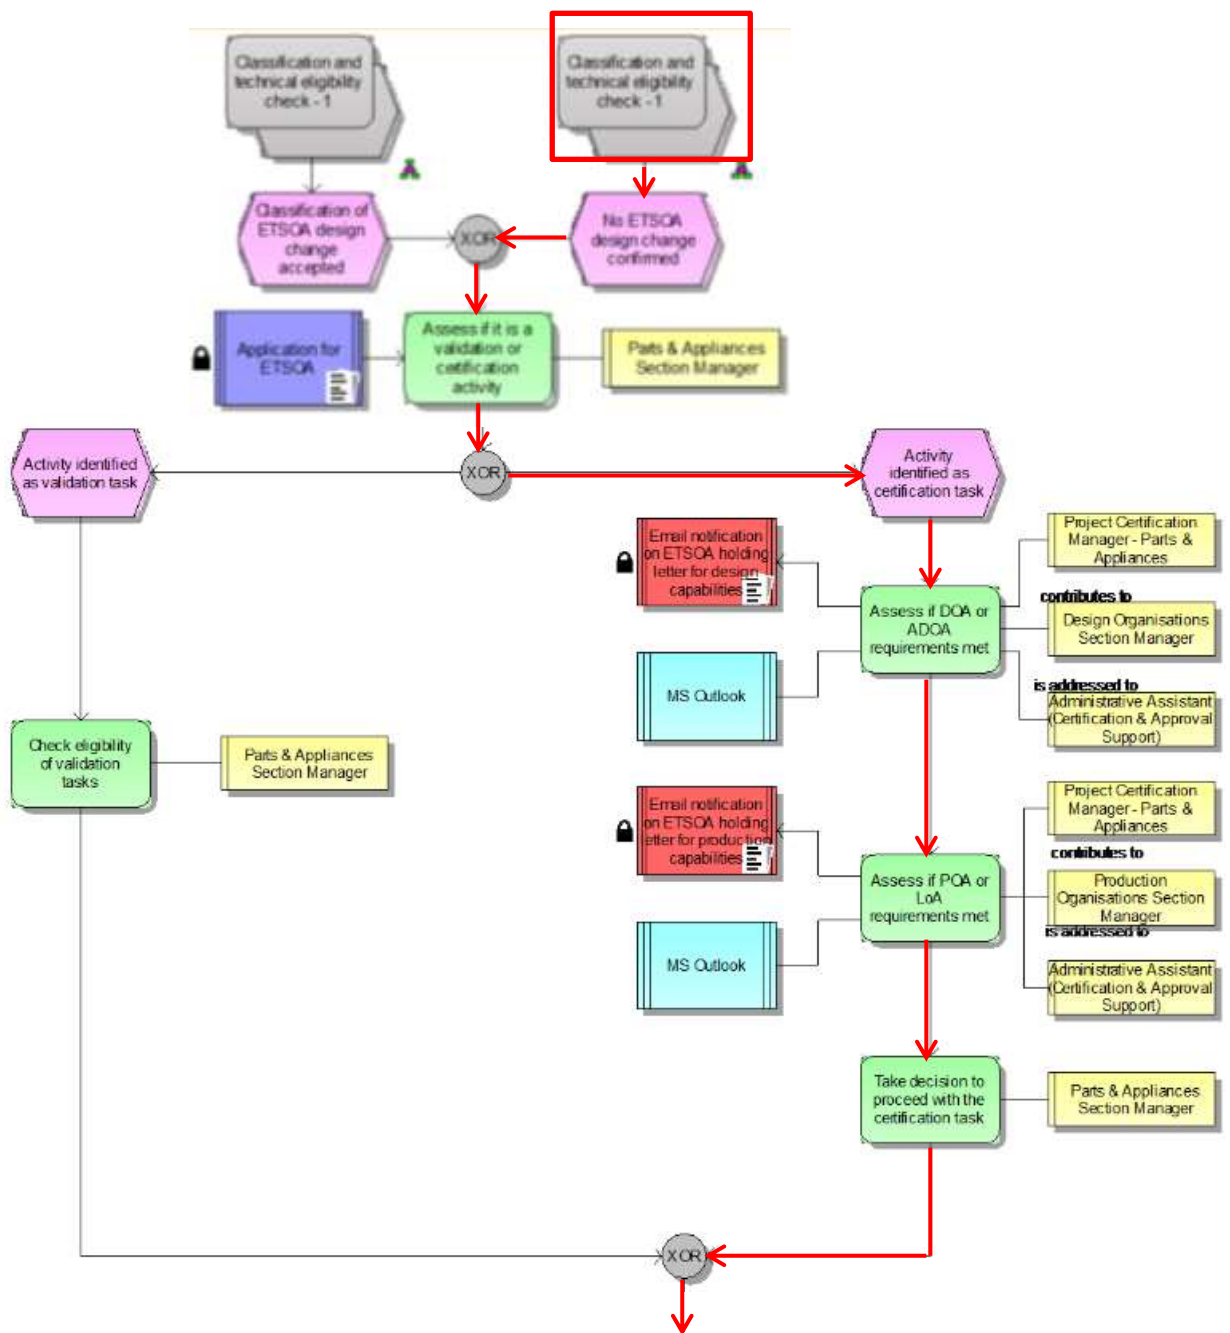 Classification and
technical eligibility
check - 1
Classification and
technical eligibility
check - 1
Classification of
ETSOA design
change
accepted
XOR
No ETSOA
design change
confirmed
Application for
ETSOA
Assess if it is a
validation or
certification
activity
Parts & Appliances
Section Manager
Activity identified
as validation task
XOR
Activity
identified as
certification task
Email notification
on ETSOA holding
letter for design
capabilities
Project Certification
Manager - Parts &
Appliances
contributes to
Assess if DOA or
ADOA
requirements met
Design Organisations
Section Manager
MS Outlook
is addressed to
Administrative Assistant
(Certification & Approval
Support)
Check eligibility
of validation
tasks
Parts & Appliances
Section Manager
Email notification
on ETSOA holding
letter for production
capabilities
Project Certification
Manager - Parts &
Appliances
contributes to
Assess if POA or
LoA
requirements met
Production
Organisations Section
Manager
is addressed to
MS Outlook
Administrative Assistant
(Certification & Approval
Support)
Take decision to
proceed with the
certification task
Parts & Appliances
Section Manager
XOR